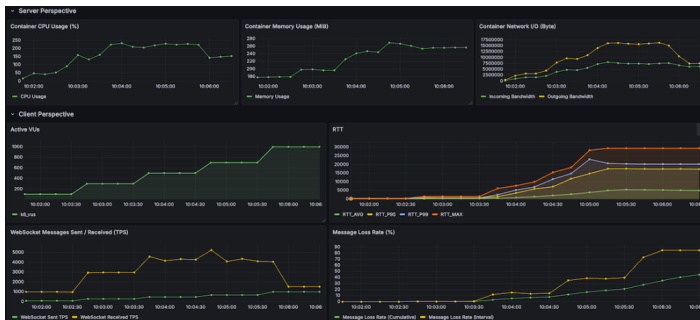 Server Perspective
Container CPU Usage (%)
250
200
150
100
50
0
10:02:00 10:03:00 10:04:00 10:05:00 10:06:00
CPU Usage
Container Memory Usage (MiB)
280
260
240
220
200
180
10:02:00 10:03:00 10:04:00 10:05:00 10:06:00
Memory Usage
Container Network I/O (Byte)
17500000
15000000
12500000
10000000
7500000
5000000
2500000
0
10:02:00 10:03:00 10:04:00 10:05:00 10:06:00
Incoming Bandwidth Outgoing Bandwidth
Client Perspective
Active VUs
1000
800
600
400
200
10:02:00 10:02:30 10:03:00 10:03:30 10:04:00 10:04:30 10:05:00 10:05:30 10:06:
k6_vus
RTT
30000
25000
20000
15000
10000
5000
0
10:02:00 10:02:30 10:03:00 10:03:30 10:04:00 10:04:30 10:05:00 10:05:30 10:06
RTT_AVG RTT_P95 RTT_P99 RTT_MAX
WebSocket Messages Sent / Received (TPS)
5000
4000
3000
2000
1000
0
10:02:00 10:02:30 10:03:00 10:03:30 10:04:00 10:04:30 10:05:00 10:05:30 10:06
WebSocket Sent TPS WebSocket Received TPS
Message Loss Rate (%)
90
80
70
60
50
40
30
20
10
0
10:02:00 10:02:30 10:03:00 10:03:30 10:04:00 10:04:30 10:05:00 10:05:30 10:06
Message Loss Rate (Cumulative) Message Loss Rate (Interval)